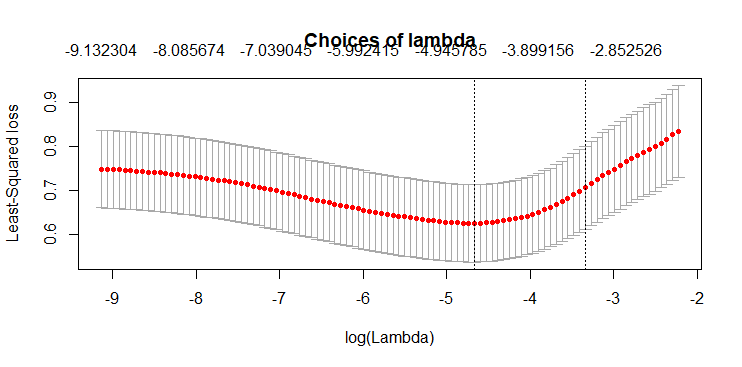 Choices of lambda
-9.132304 -8.085674 -7.039045 -5.992415 -4.945785 -3.899156 -2.852526
Least-Squared loss
0.9
0.8
0.7
0.6
-9 -8 -7 -6 -5 -4 -3 -2
log(Lambda)